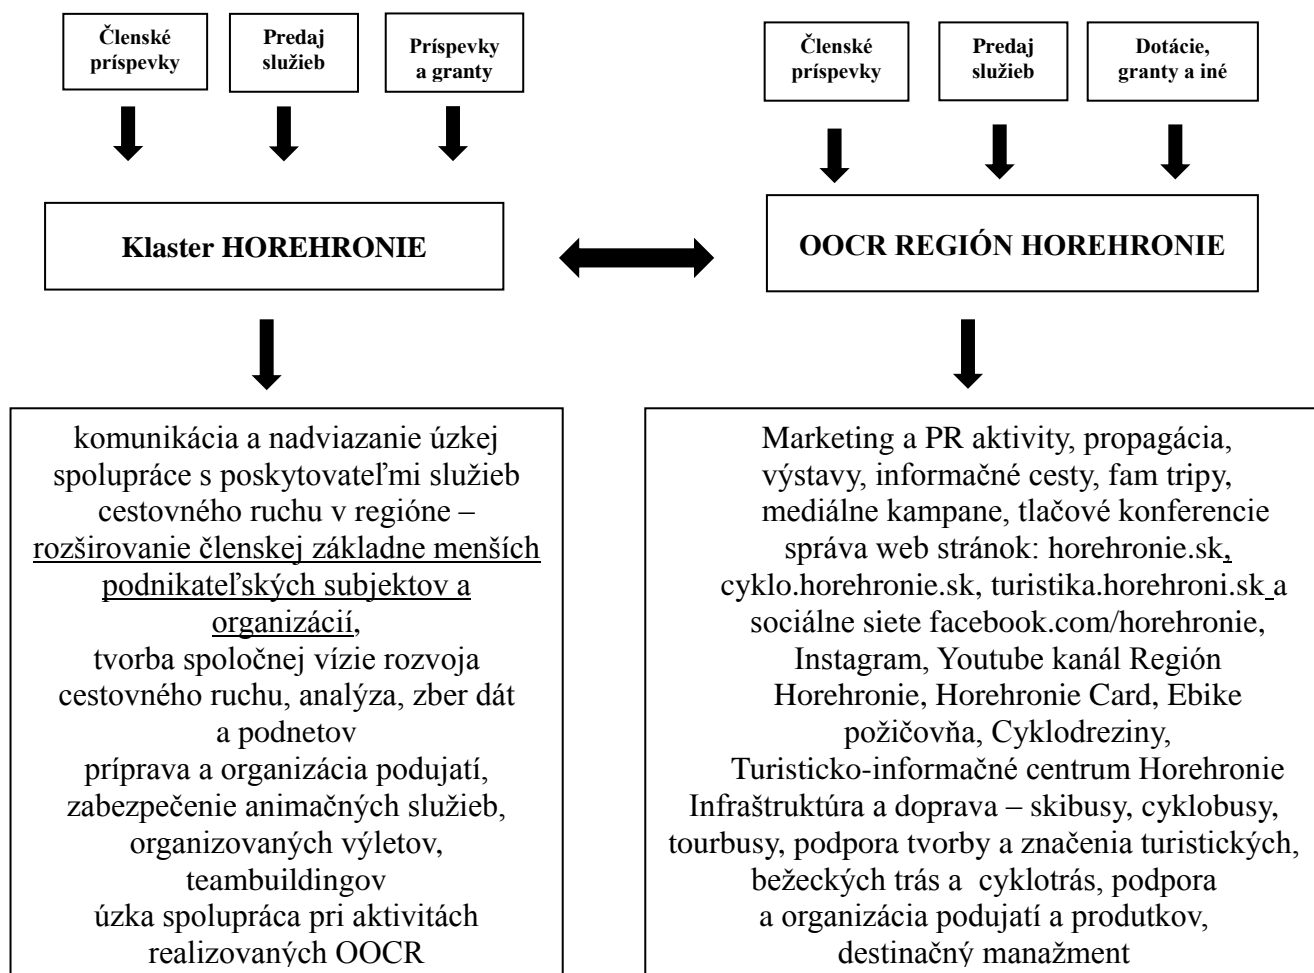 Členské
príspevky
Predaj
služieb
Príspevky
a granty
Členské
príspevky
Predaj
služieb
Dotácie,
granty a iné
Klaster HOREHRONIE
OOCR REGIÓN HOREHRONIE
komunikácia a nadviazanie úzkej
spolupráce s poskytovateľmi služieb
cestovného ruchu v regióne –
rozširovanie členskej základne menších
podnikateľských subjektov a
organizácií,
tvorba spoločnej vízie rozvoja
cestovného ruchu, analýza, zber dát
a podnetov
príprava a organizácia podujatí,
zabezpečenie animačných služieb,
organizovaných výletov,
teambuildingov
úzka spolupráca pri aktivitách
realizovaných OOCR
Marketing a PR aktivity, propagácia,
výstavy, informačné cesty, fam tripy,
mediálne kampane, tlačové konferencie
správa web stránok: horehronie.sk,
cyklo.horehronie.sk, turistika.horehroni.sk a
sociálne siete facebook.com/horehronie,
Instagram, Youtube kanál Región
Horehronie, Horehronie Card, Ebike
požičovňa, Cyklodreziny,
Turisticko-informačné centrum Horehronie
Infraštruktúra a doprava – skibusy, cyklobusy,
tourbusy, podpora tvorby a značenia turistických,
bežeckých trás a cyklotrás, podpora
a organizácia podujatí a produtkov,
destinačný manažment